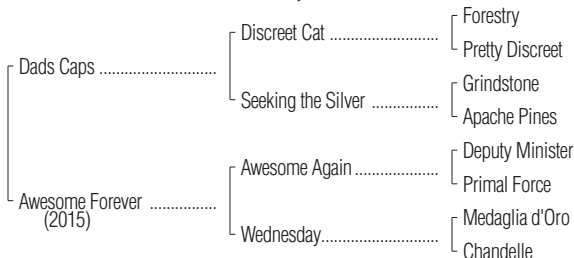 Forestry
Discreet Cat ....................
Pretty Discreet
Dads Caps ..........................
Grindstone
Seeking the Silver ...............
Apache Pines
Deputy Minister
Awesome Again ...................
Primal Force
Awesome Forever ...............
(2015)
Medaglia d'Oro
Wednesday..........................
Chandelle